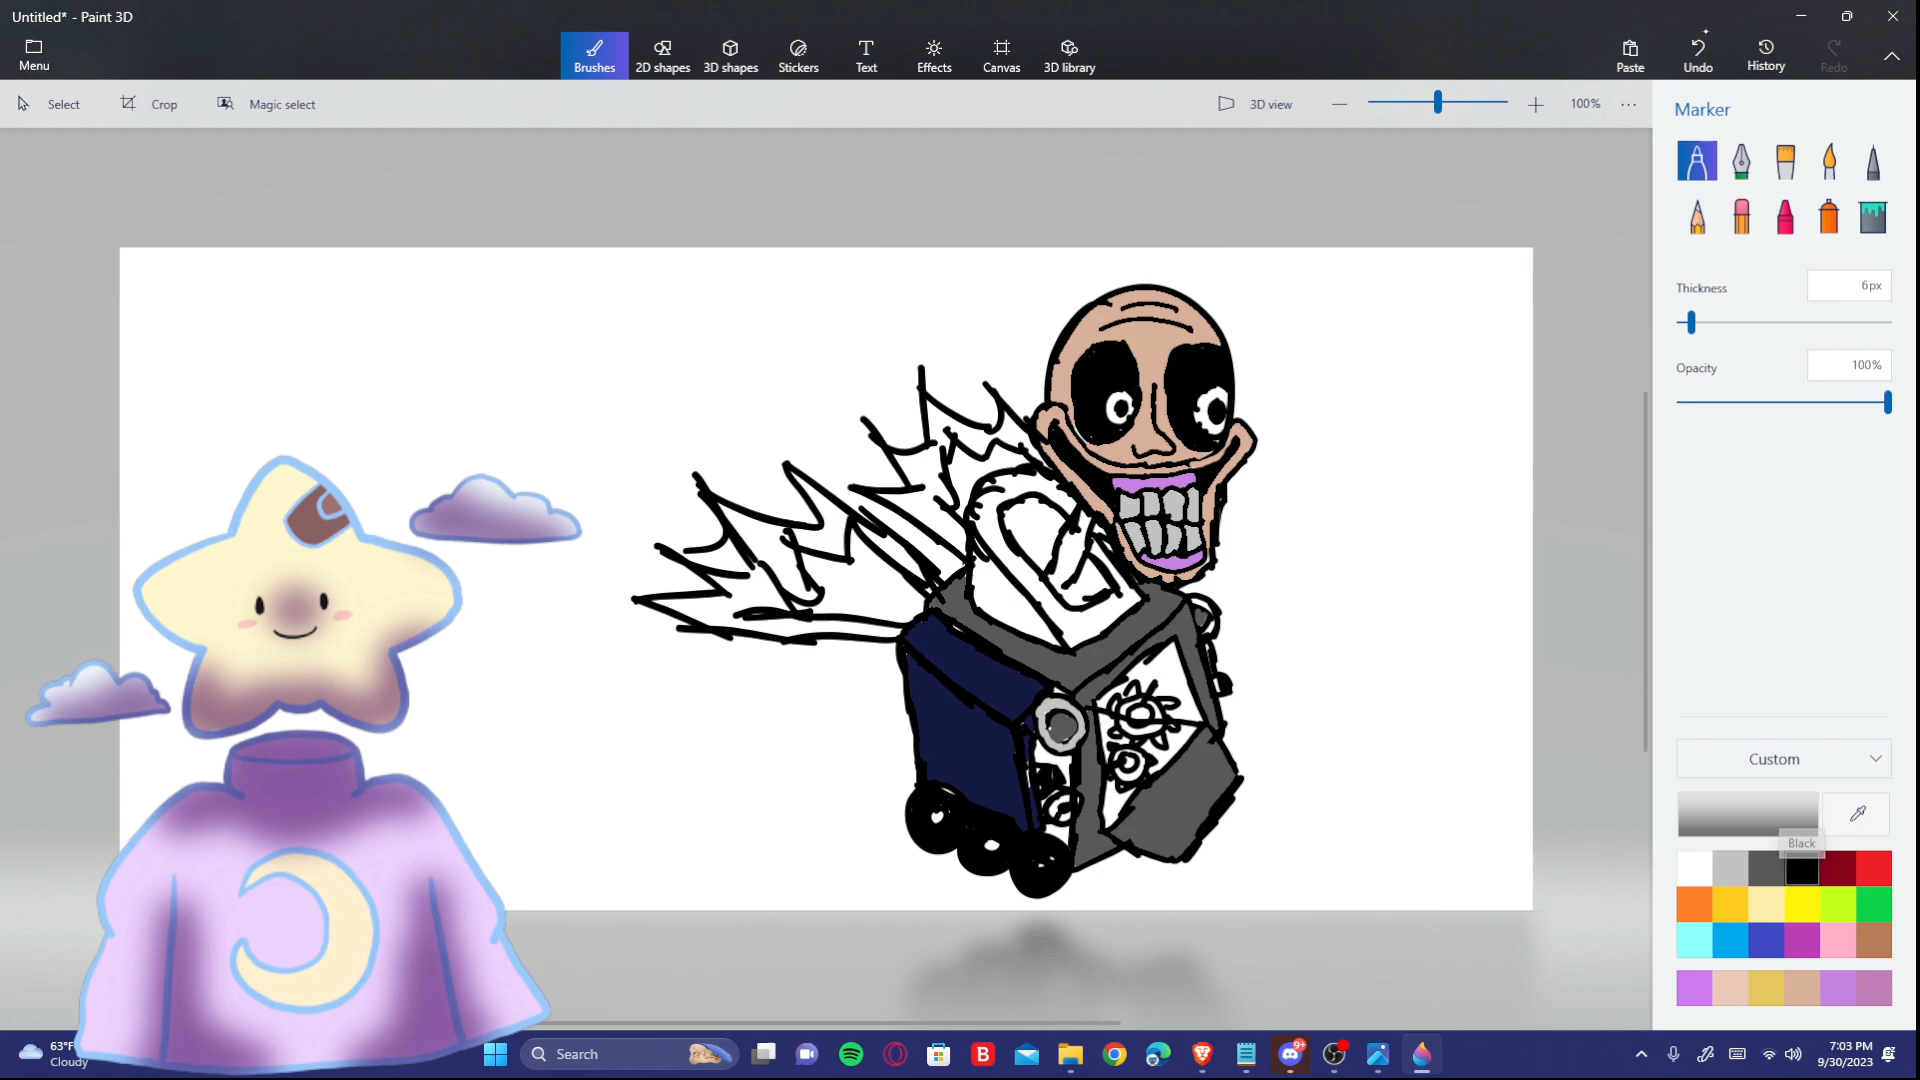 Untitled* - Paint 3D
Menu
Brushes
2D shapes
3D shapes
Stickers
Text
Effects
Canvas
3D library
Paste
Undo
History
Redo
Select
Crop
Magic select
3D view
100%
Marker
Thickness
6px
Opacity
100%
Custom
Black
63°F
Cloudy
Search
B
9+
7:03 PM
9/30/2023